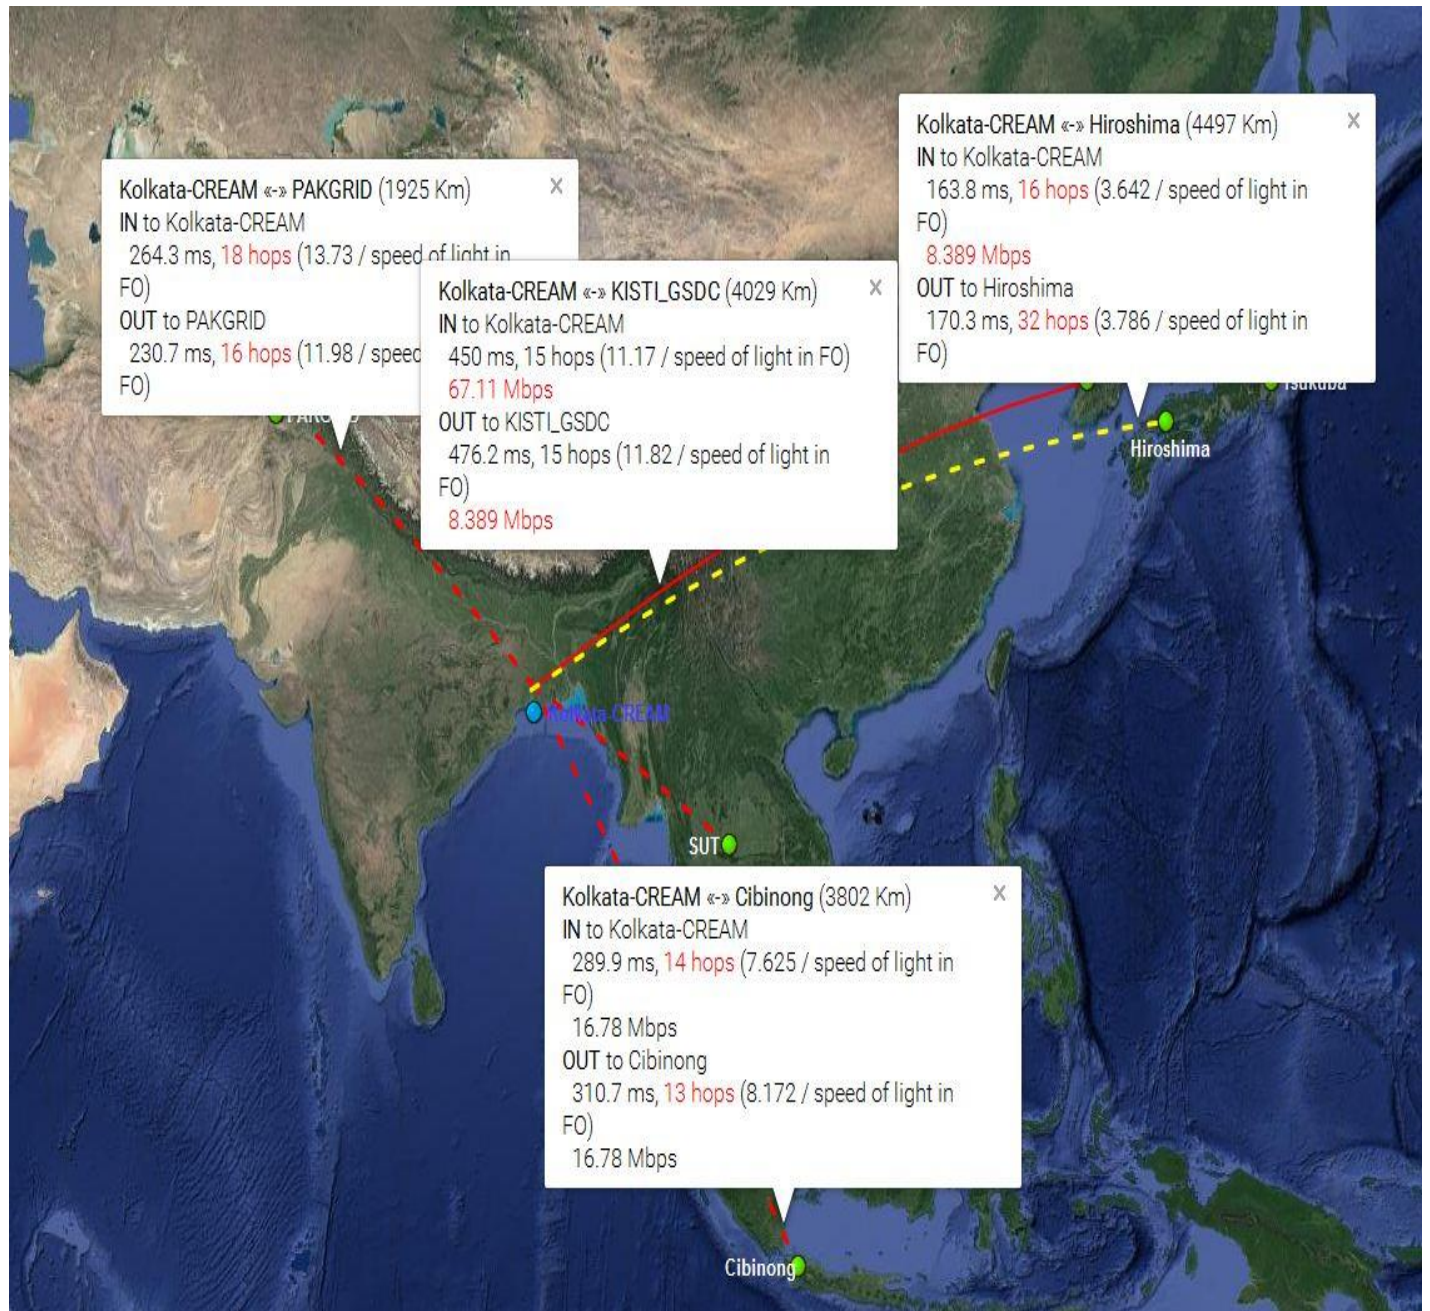 Kolkata-CREAM «-» PAKGRID (1925 Km)
IN to Kolkata-CREAM
264.3 ms, 18 hops (13.73 / speed of light in
FO)
OUT to PAKGRID
230.7 ms, 16 hops (11.98 / speed
FO)
Kolkata-CREAM «-» KISTI_GSDC (4029 Km)
IN to Kolkata-CREAM
450 ms, 15 hops (11.17 / speed of light in FO)
67.11 Mbps
OUT to KISTI_GSDC
476.2 ms, 15 hops (11.82 / speed of light in
FO)
8.389 Mbps
Kolkata-CREAM «-» Hiroshima (4497 Km)
IN to Kolkata-CREAM
163.8 ms, 16 hops (3.642 / speed of light in
FO)
8.389 Mbps
OUT to Hiroshima
170.3 ms, 32 hops (3.786 / speed of light in
FO)
PAKGRID
Tsukuba
Hiroshima
Kolkata-CREAM
SUT
Kolkata-CREAM «-» Cibinong (3802 Km)
IN to Kolkata-CREAM
289.9 ms, 14 hops (7.625 / speed of light in
FO)
16.78 Mbps
OUT to Cibinong
310.7 ms, 13 hops (8.172 / speed of light in
FO)
16.78 Mbps
Cibinong